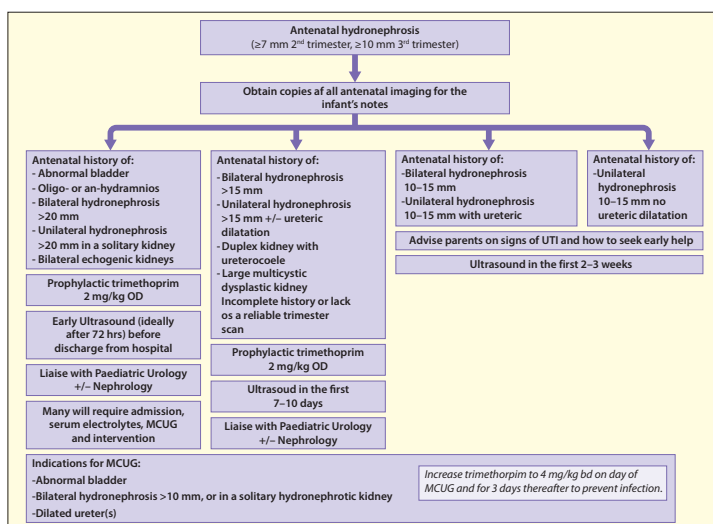 Antenatal hydronephrosis
(≥7 mm 2nd trimester, ≥10 mm 3rd trimester)
Obtain copies af all antenatal imaging for the
infant's notes
Antenatal history of:
- Abnormal bladder
- Oligo- or an-hydramnios
- Bilateral hydronephrosis
>20 mm
- Unilateral hydronephrosis
>20 mm in a solitary kidney
- Bilateral echogenic kidneys
Prophylactic trimethoprim
2 mg/kg OD
Early Ultrasound (ideally
after 72 hrs) before
discharge from hospital
Liaise with Paediatric Urology
+/– Nephrology
Many will require admission,
serum electrolytes, MCUG
and intervention
Antenatal history of:
- Bilateral hydronephrosis
>15 mm
- Unilateral hydronephrosis
>15 mm +/– ureteric
dilatation
- Duplex kidney with
ureterocoele
- Large multicystic
dysplastic kidney
Incomplete history or lack
os a reliable trimester
scan
Prophylactic trimethoprim
2 mg/kg OD
Ultrasoud in the first
7–10 days
Liaise with Paediatric Urology
+/– Nephrology
Antenatal history of:
-Bilateral hydronephrosis
10–15 mm
-Unilateral hydronephrosis
10–15 mm with ureteric
Antenatal history of:
-Unilateral
hydronephrosis
10–15 mm no
ureteric dilatation
Advise parents on signs of UTI and how to seek early help
Ultrasound in the first 2–3 weeks
Indications for MCUG:
-Abnormal bladder
-Bilateral hydronephrosis >10 mm, or in a solitary hydronephrotic kidney
-Dilated ureter(s)
Increase trimethorpim to 4 mg/kg bd on day of
MCUG and for 3 days thereafter to prevent infection.